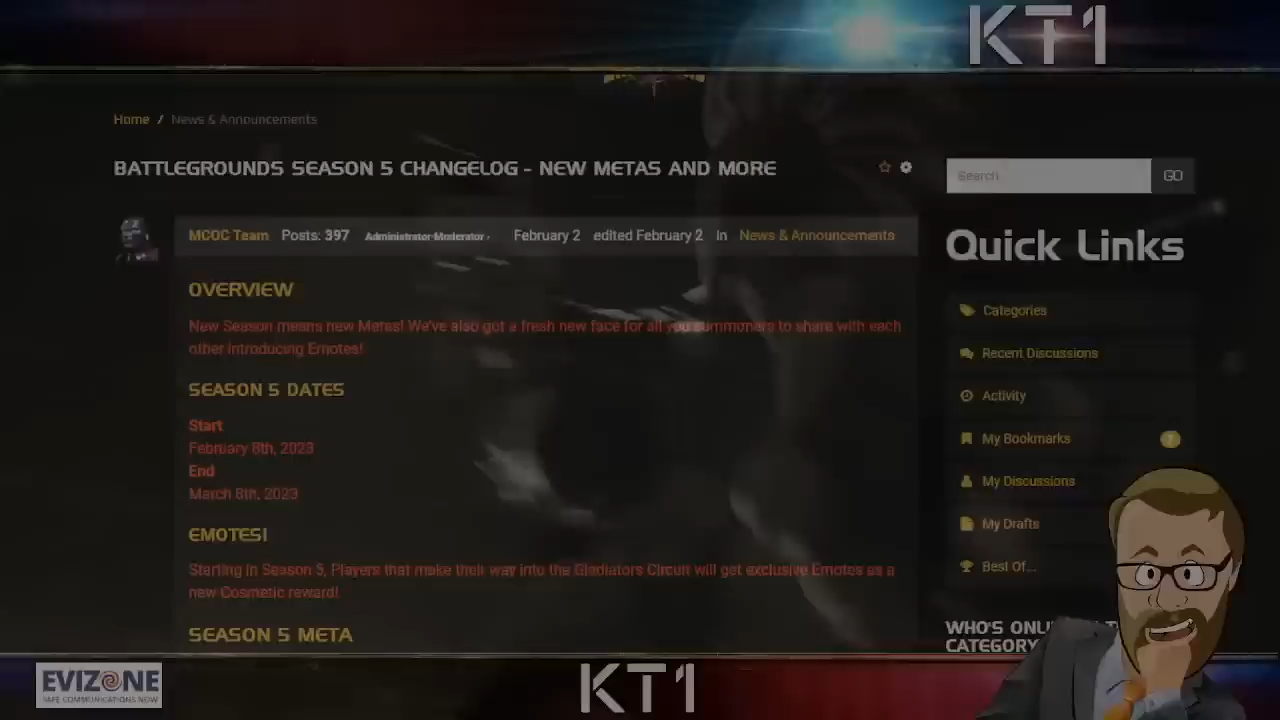 KT1
Home / News & Announcements
BATTLEGROUNDS SEASON 5 CHANGELOG - NEW METAS AND MORE
Search
GO
MCOC Team Posts: 397 Administrator Moderator › February 2 edited February 2 in News & Announcements
Quick Links
OVERVIEW
New Season means new Metas! We've also got a fresh new face for all you summoners to share with each
other introducing Emotes!
SEASON 5 DATES
Start
February 8th, 2023
End
March 8th, 2023
EMOTES!
Starting in Season 5, Players that make their way into the Gladiators Circuit will get exclusive Emotes as a
new Cosmetic reward!
SEASON 5 META
Categories
Recent Discussions
Activity
My Bookmarks
My Discussions
My Drafts
Best Of...
WHO'S
CATEGORY
EVIZONE
SAFE COMMUNICATIONS NOW
KT1